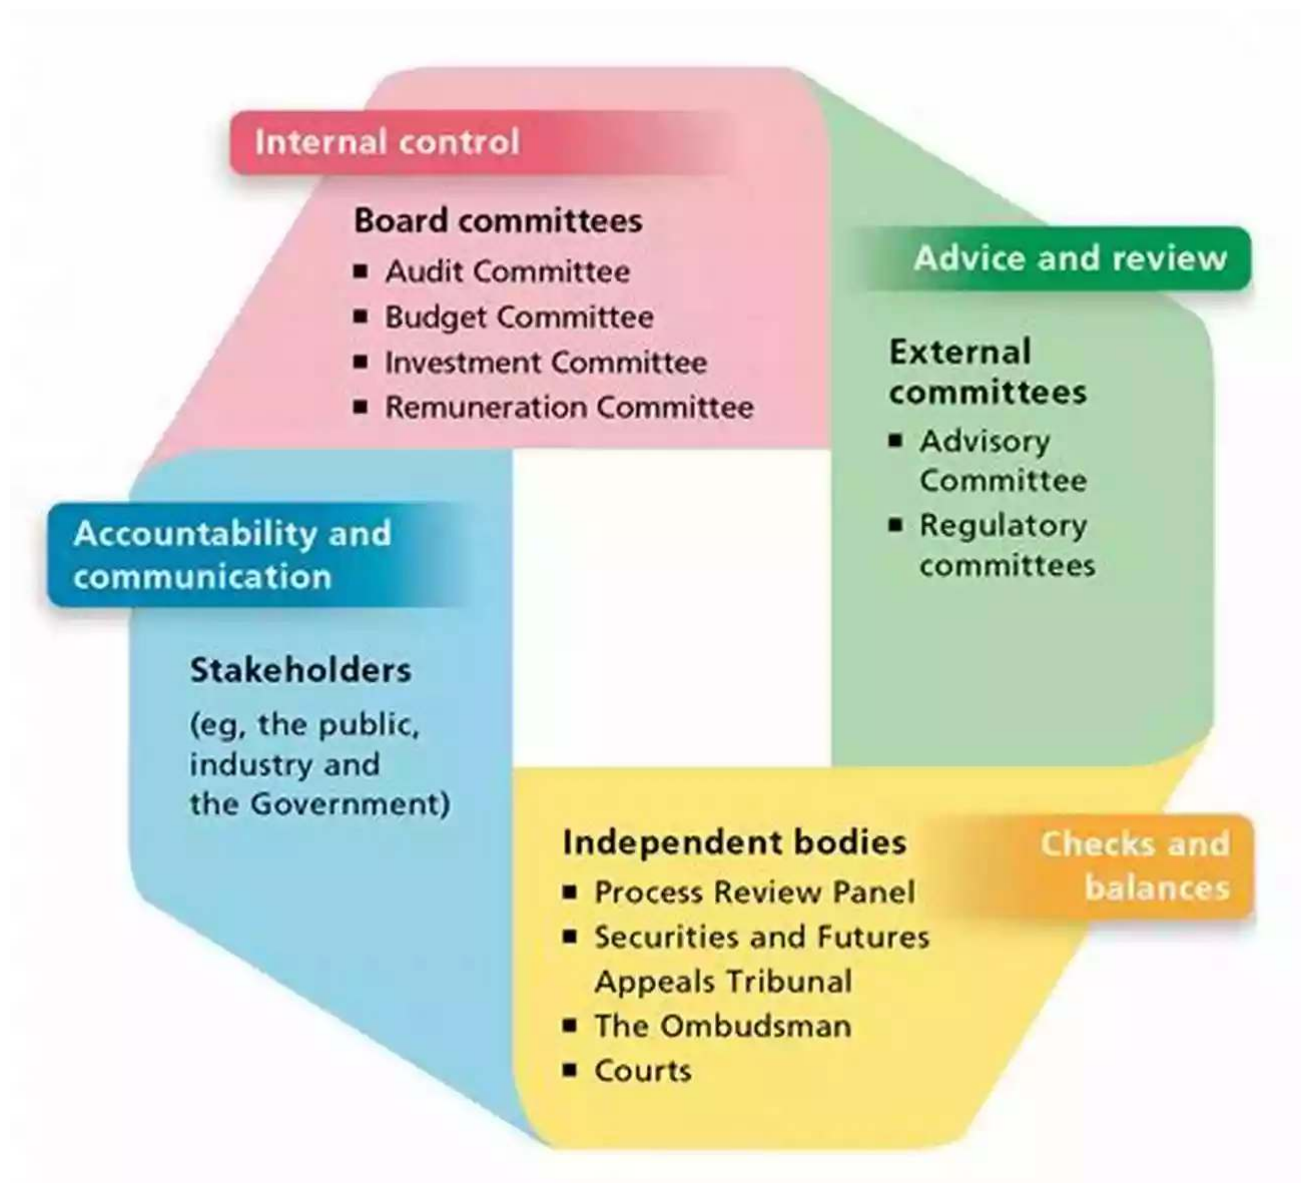 Internal control
Board committees
▪ Audit Committee
▪ Budget Committee
▪ Investment Committee
▪ Remuneration Committee
Advice and review
External
committees
▪ Advisory
Committee
▪ Regulatory
committees
Accountability and
communication
Stakeholders
(eg, the public,
industry and
the Government)
Independent bodies
▪ Process Review Panel
▪ Securities and Futures
Appeals Tribunal
▪ The Ombudsman
▪ Courts
Checks and
balances